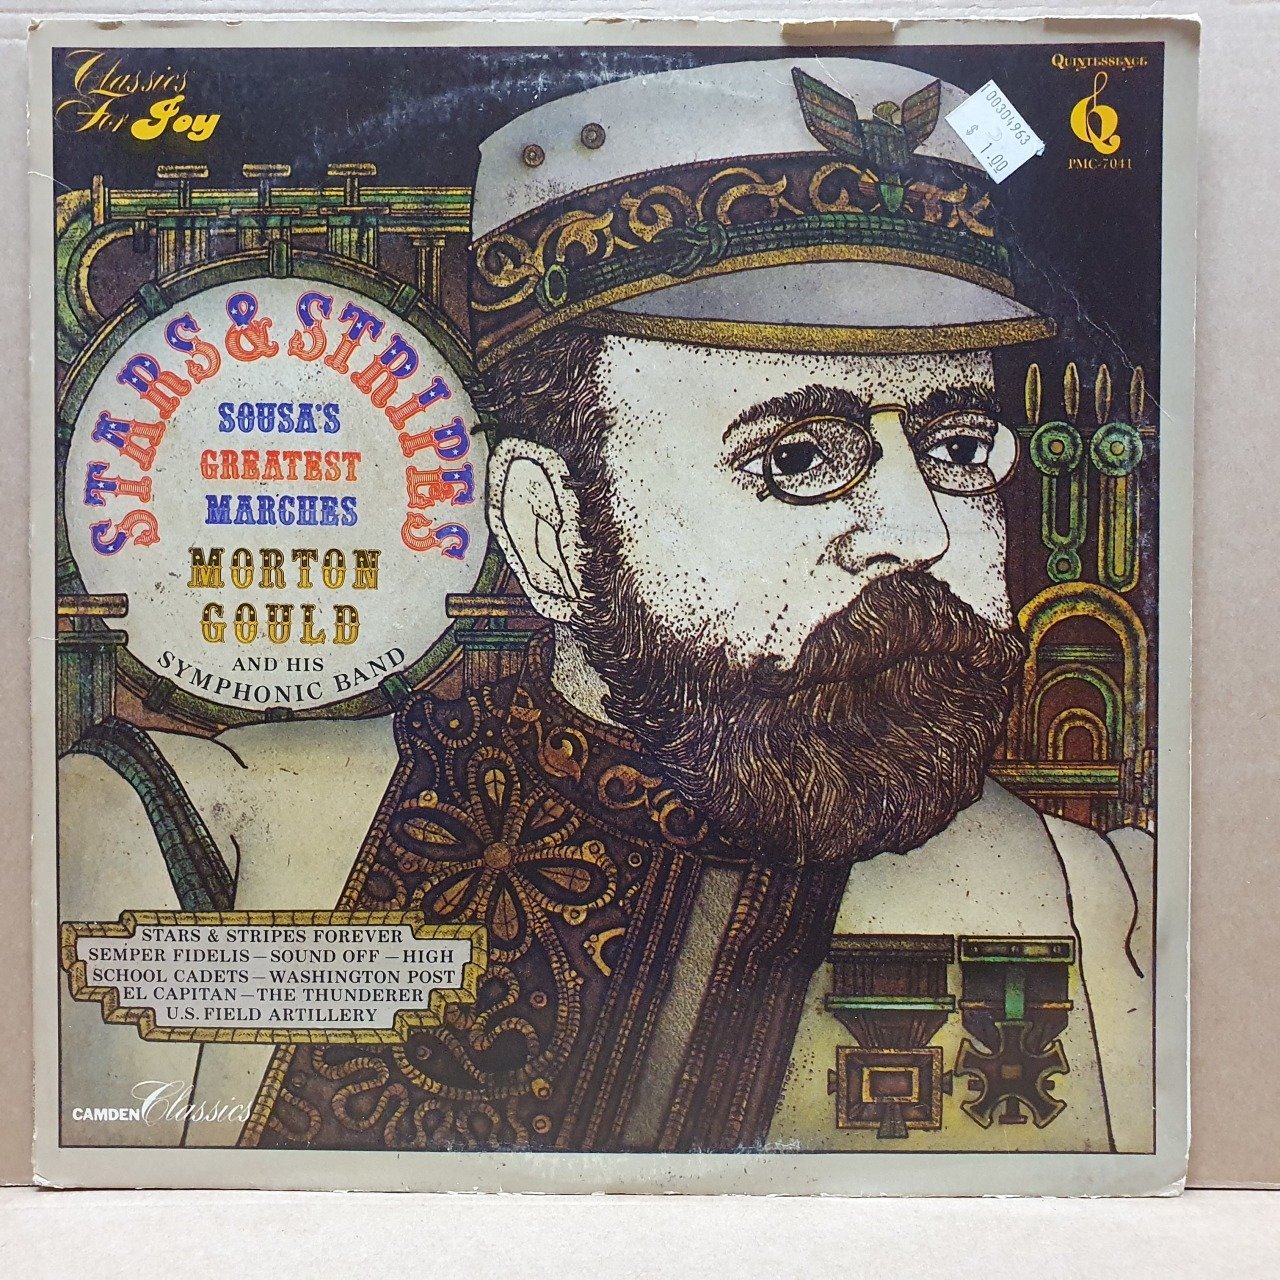 Classics
For Joy
QUINTESSENCE
PMC-7041
100304963
$ 1.00
STARS & STRIPES
SOUSA'S
GREATEST
MARCHES
MORTON
GOULD
AND HIS
SYMPHONIC BAND
STARS & STRIPES FOREVER
SEMPER FIDELIS — SOUND OFF — HIGH
SCHOOL CADETS — WASHINGTON POST
EL CAPITAN — THE THUNDERER
U.S. FIELD ARTILLERY
CAMDEN Classics